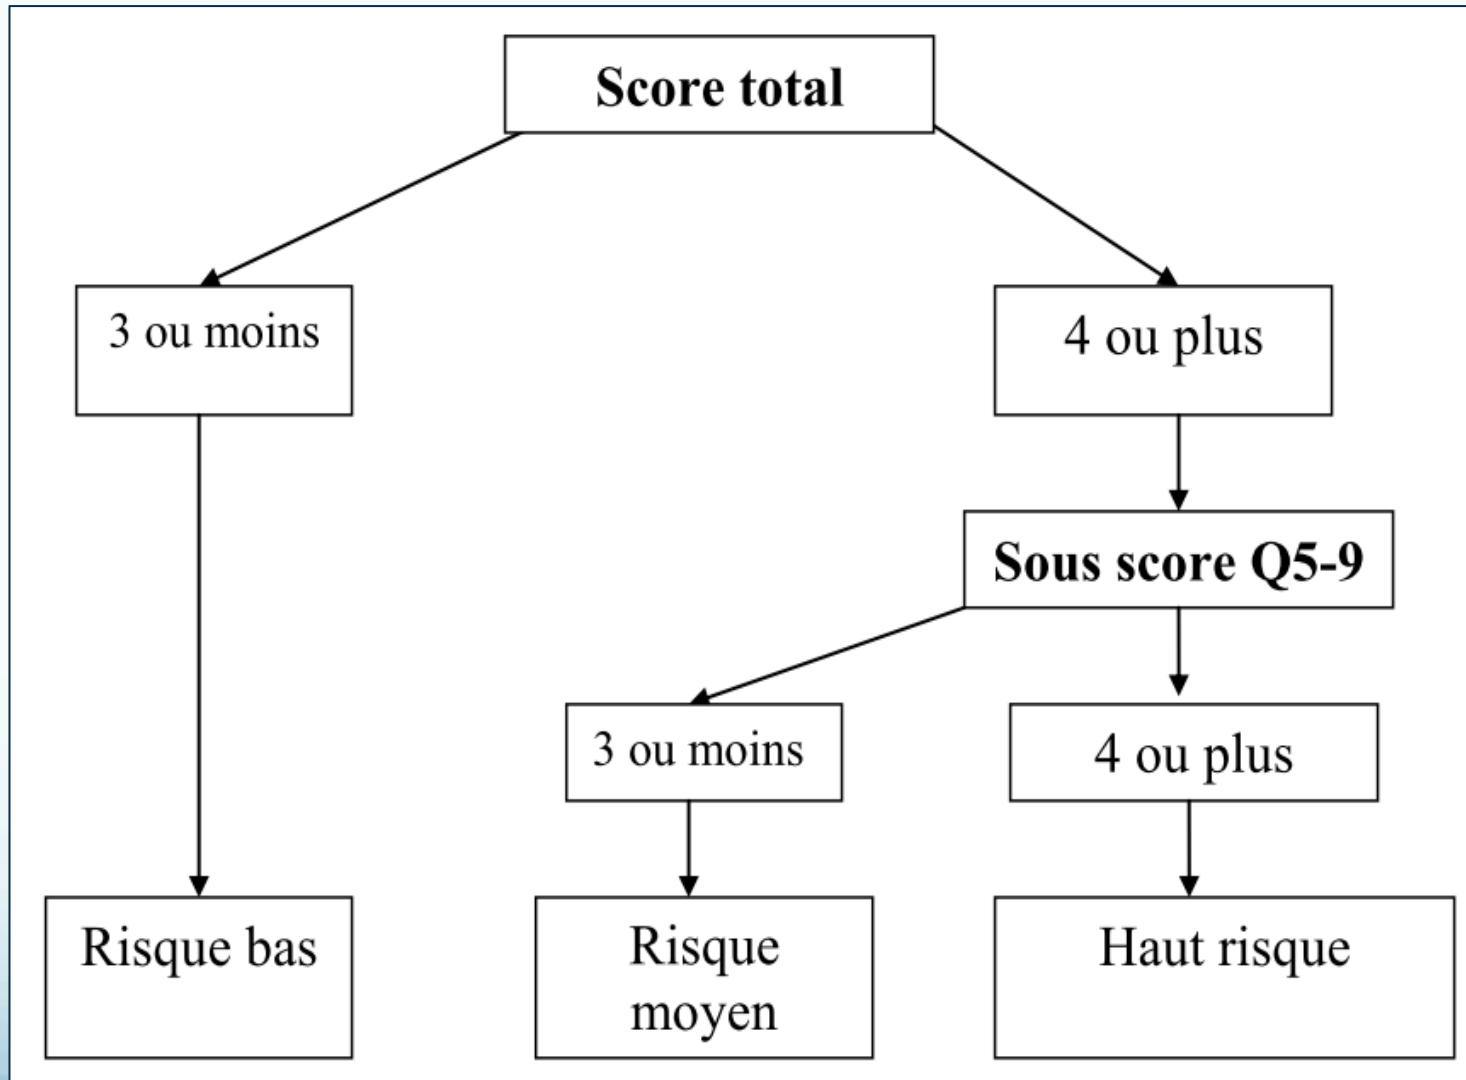 Score total
3 ou moins
4 ou plus
Sous score Q5-9
3 ou moins
4 ou plus
Risque bas
Risque
moyen
Haut risque